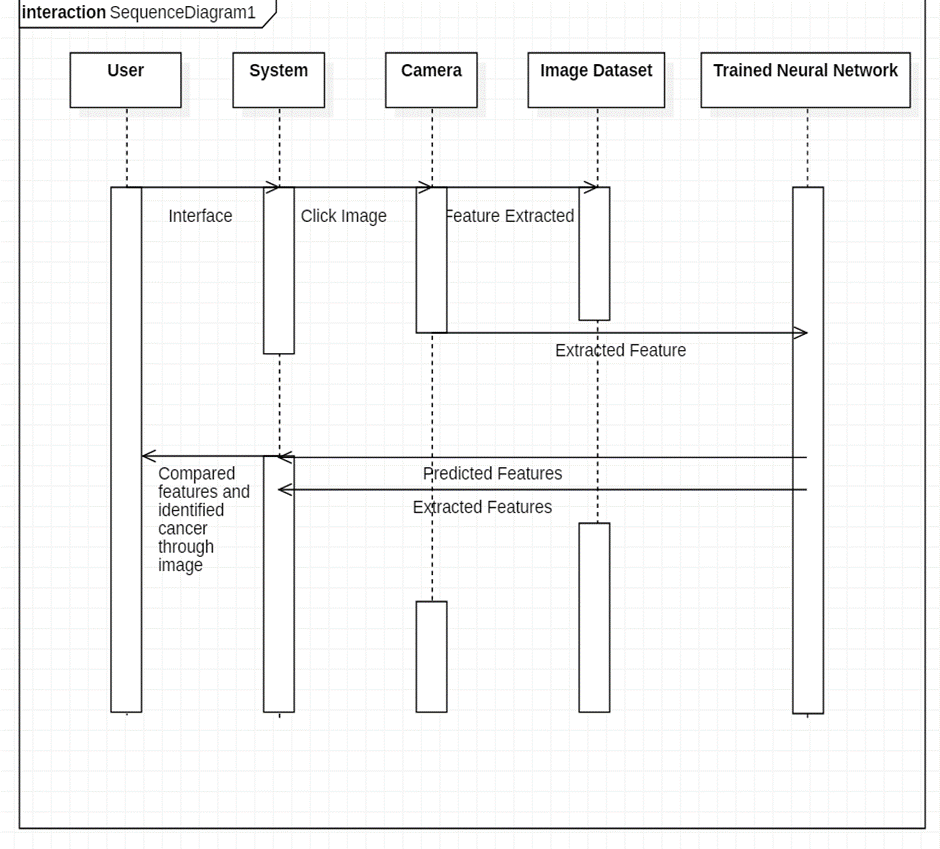 interaction SequenceDiagram1
User
System
Camera
Image Dataset
Trained Neural Network
Interface
Click Image
Feature Extracted
Extracted Feature
Predicted Features
Extracted Features
Compared
features and
identified
cancer
through
image